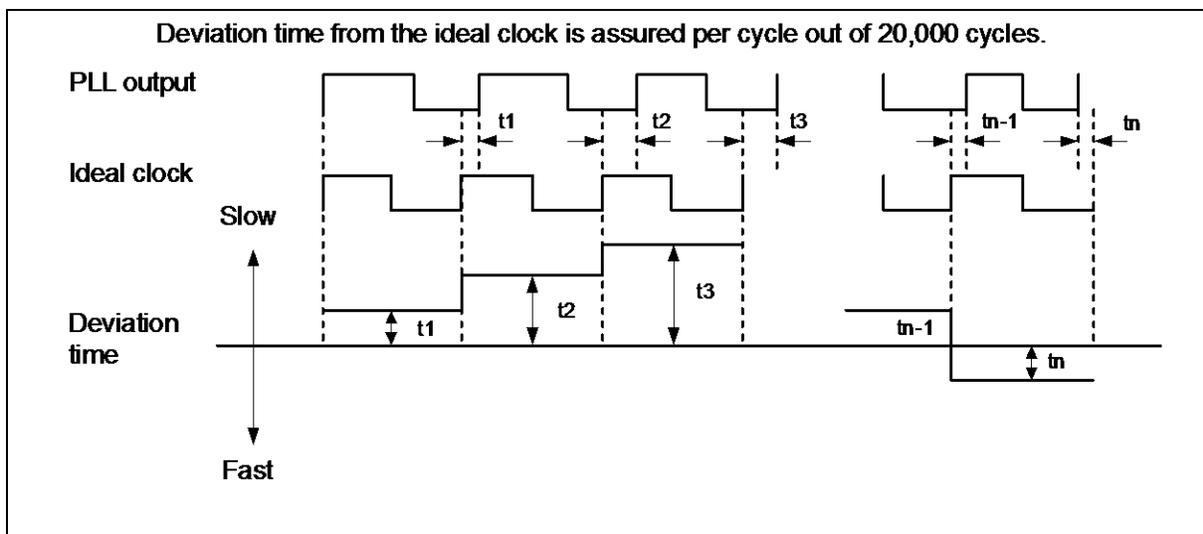 Deviation time from the ideal clock is assured per cycle out of 20,000 cycles.
PLL output
t1
t2
t3
tn-1
tn
Ideal clock
Slow
t1
t2
t3
tn-1
tn
Deviation
time
Fast